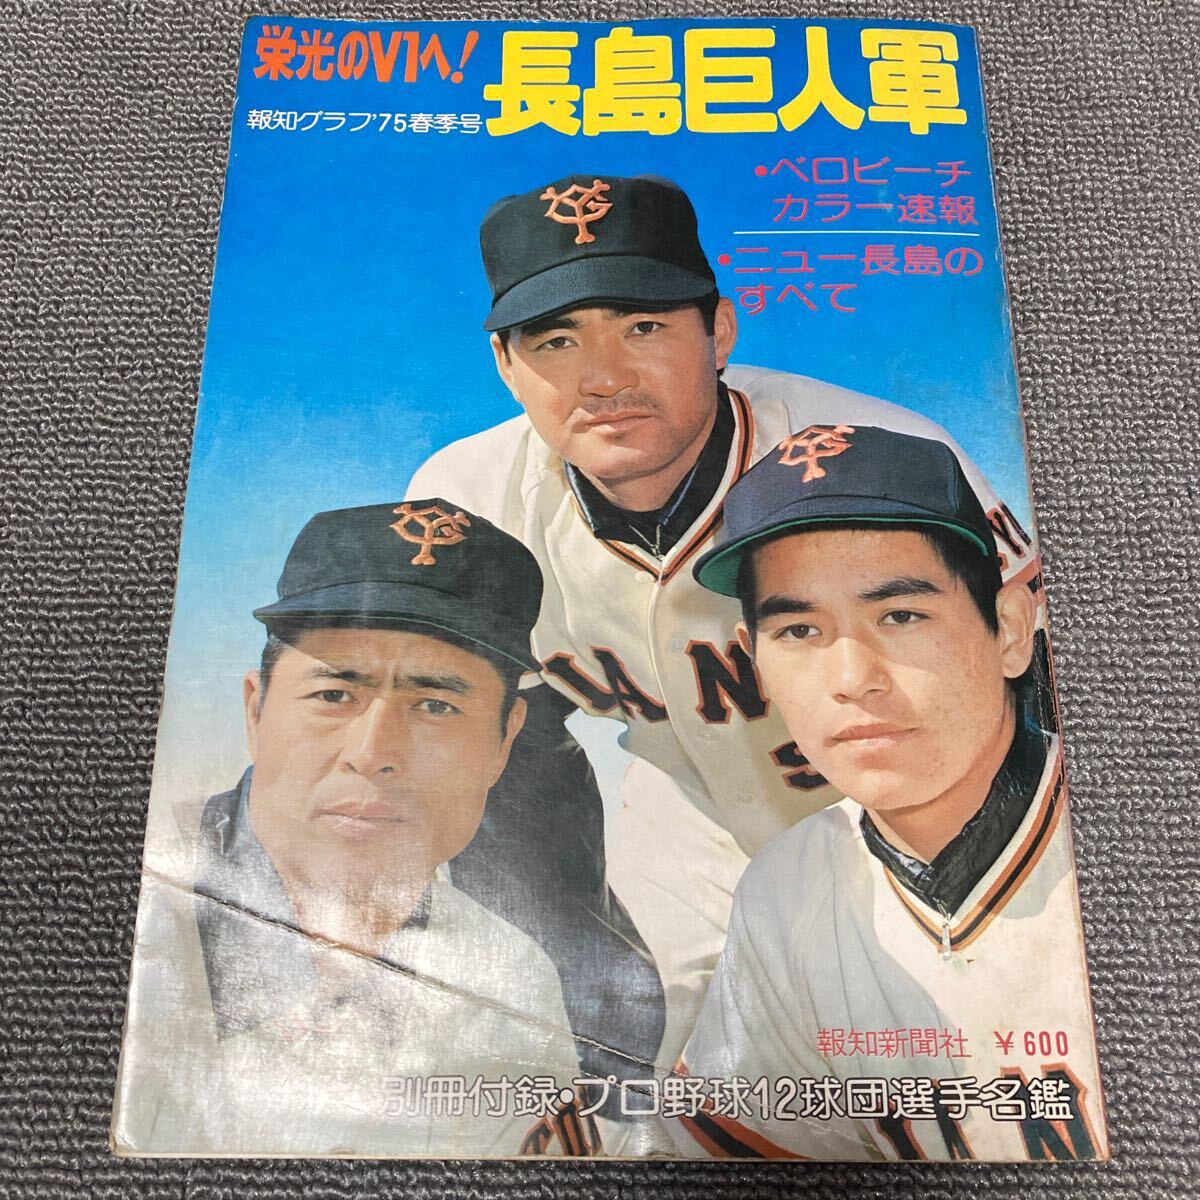 栄光のV1へ!
長島巨人軍
報知グラフ'75春季号
・ベロビーチ
カラー速報
・ニュー長島の
すべて
報知新聞社 ¥600
別冊付録・プロ野球12球団選手名鑑